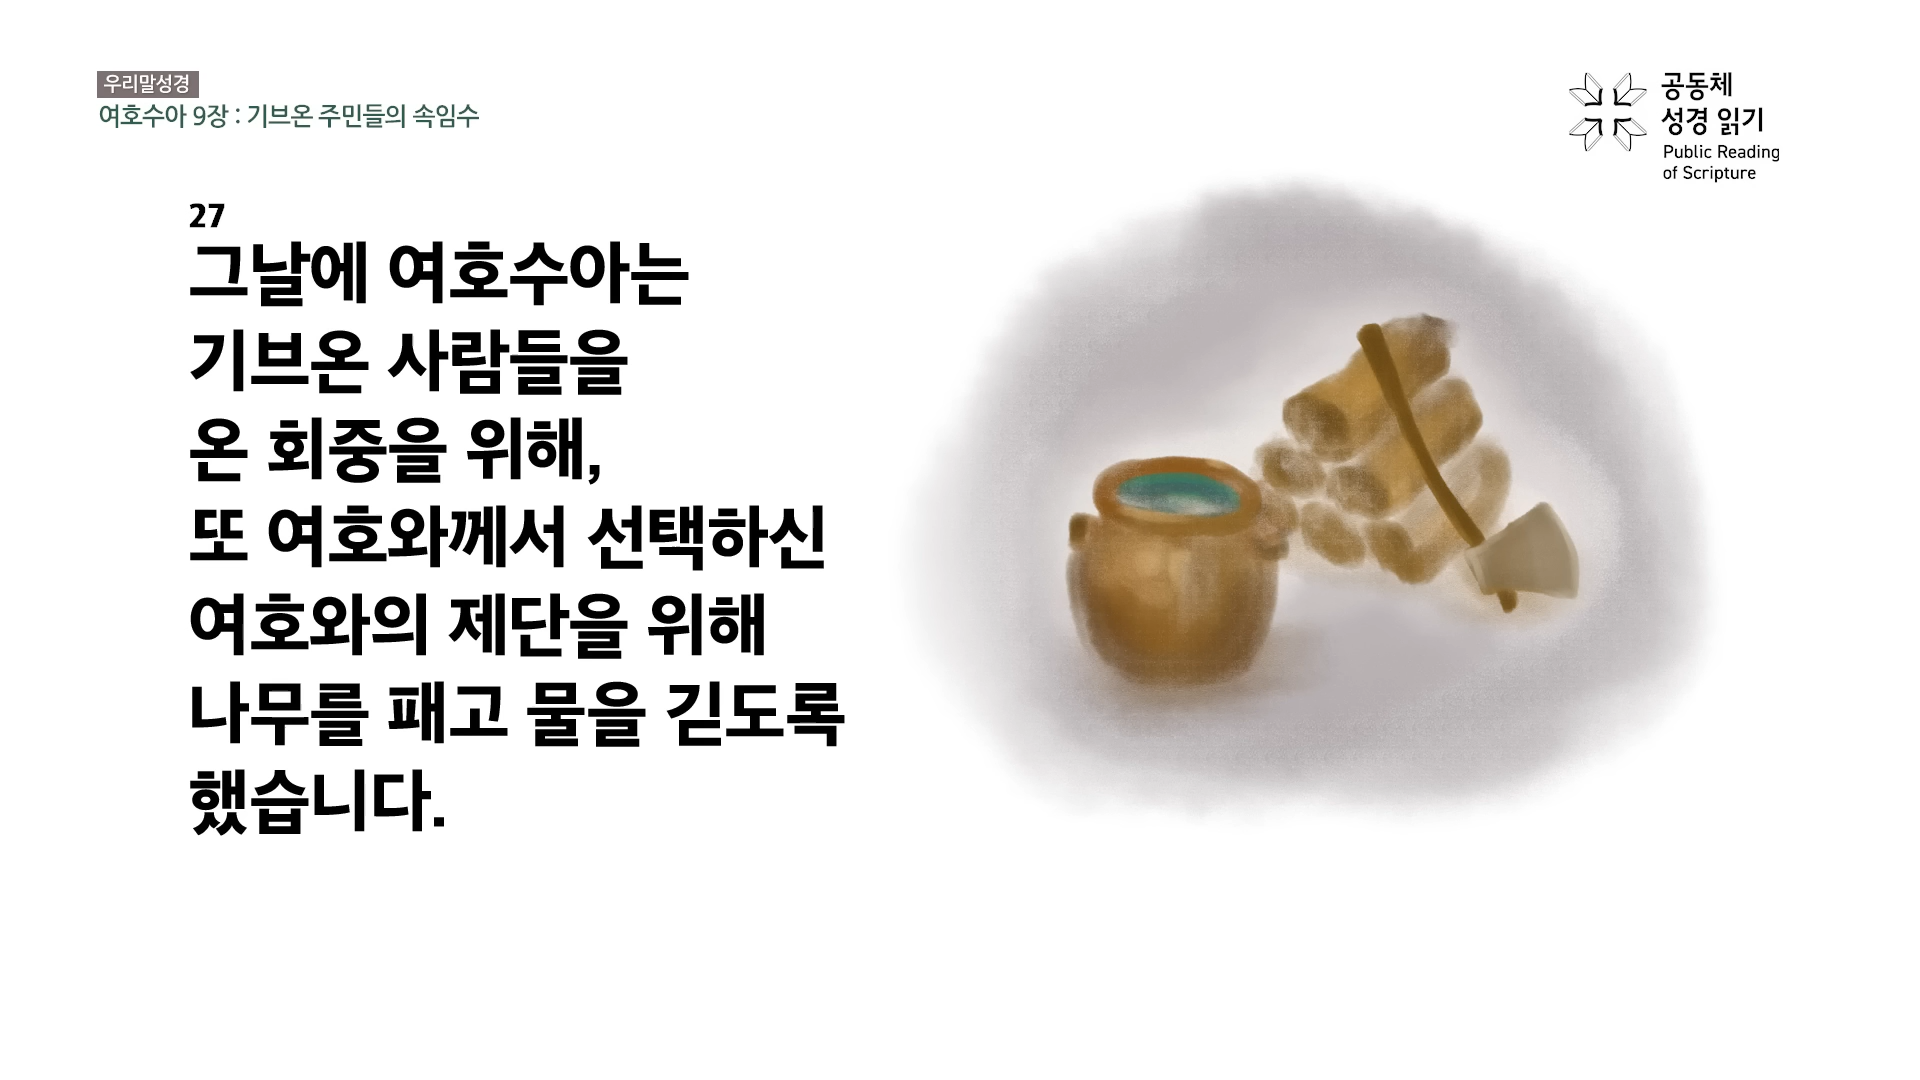 우리말성경
여호수아 9장 : 기브온 주민들의 속임수
공동체
성경 읽기
Public Reading
of Scripture
27
그날에 여호수아는
기브온 사람들을
온 회중을 위해,
또 여호와께서 선택하신
여호와의 제단을 위해
나무를 패고 물을 긷도록
했습니다.